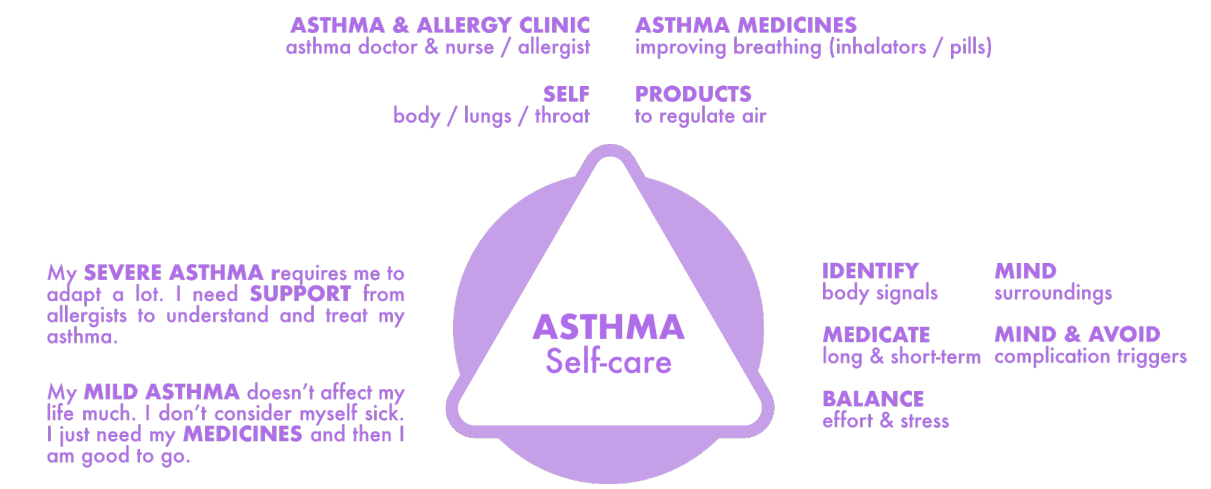 ASTHMA & ALLERGY CLINIC
asthma doctor & nurse / allergist
ASTHMA MEDICINES
improving breathing (inhalators / pills)
SELF
body / lungs / throat
PRODUCTS
to regulate air
My SEVERE ASTHMA requires me to
adapt a lot. I need SUPPORT from
allergists to understand and treat my
asthma.
My MILD ASTHMA doesn't affect my
life much. I don't consider myself sick.
I just need my MEDICINES and then I
am good to go.
ASTHMA
Self-care
IDENTIFY
body signals
MIND
surroundings
MEDICATE
long & short-term
MIND & AVOID
complication triggers
BALANCE
effort & stress